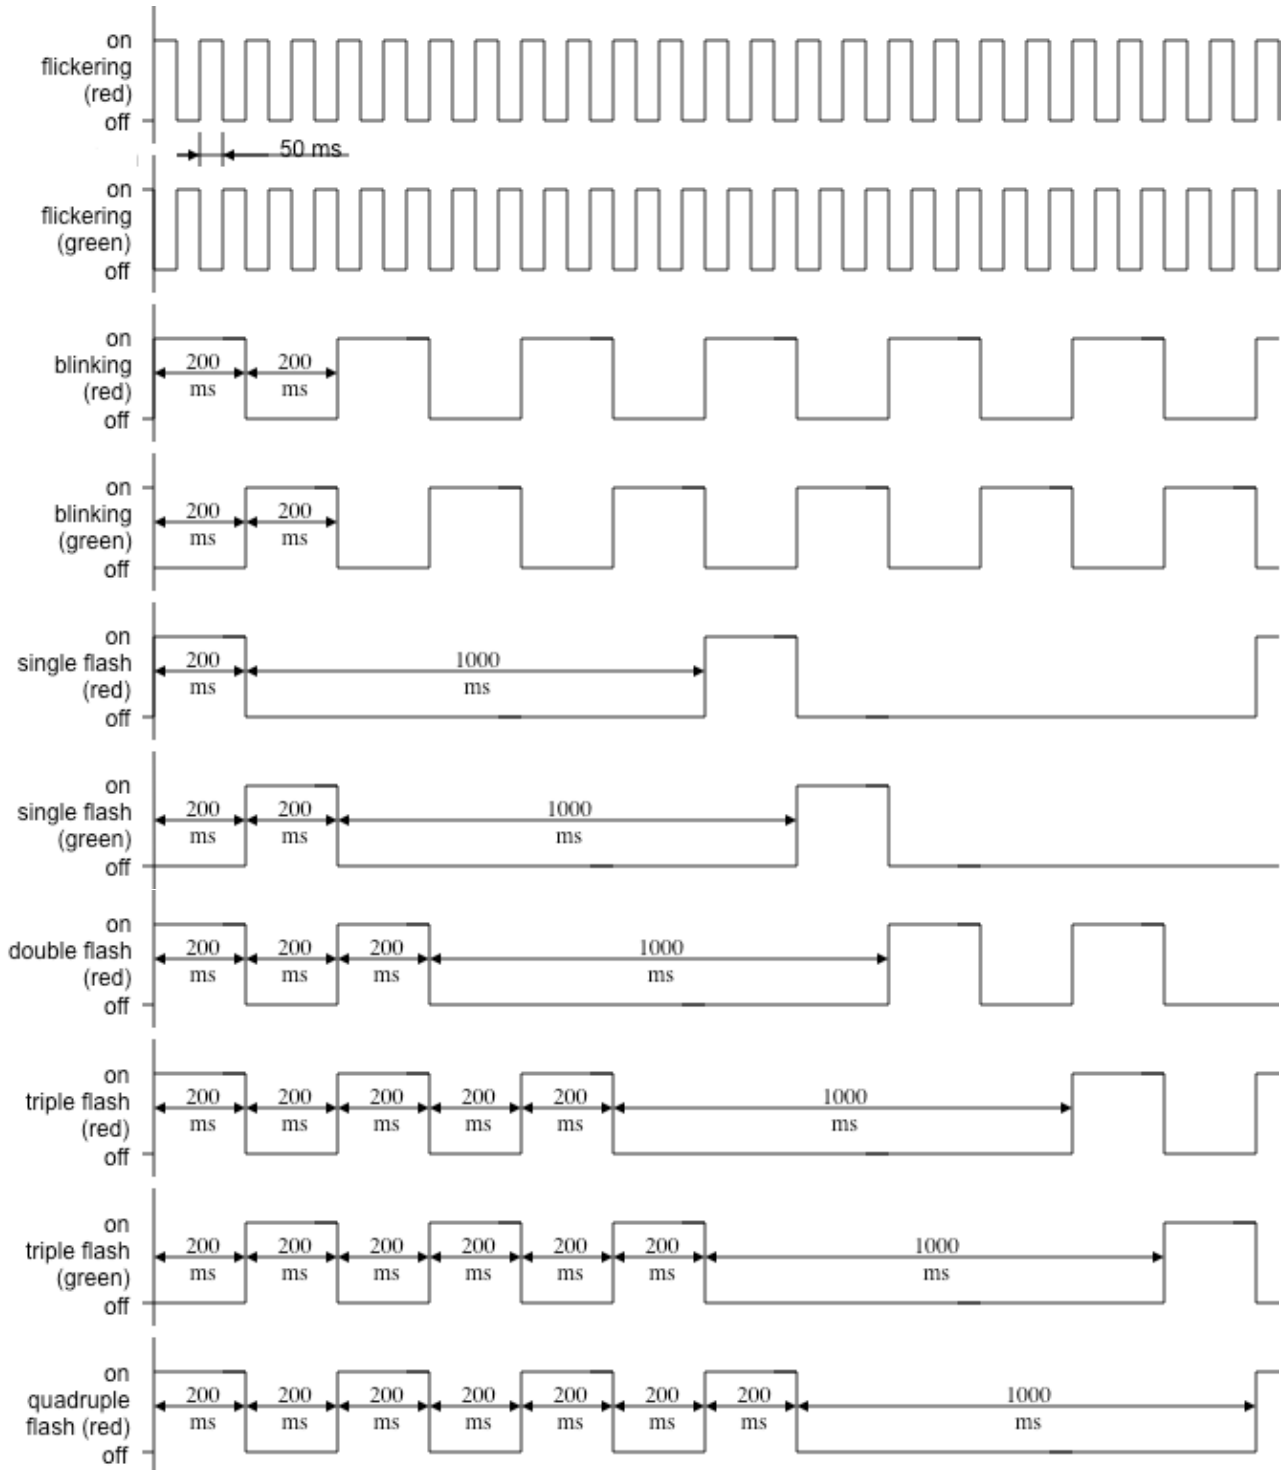 on
flickering
(red)
off
50 ms
on
flickering
(green)
off
on
blinking
(red)
off
200 200
ms ms
on
blinking
(green)
off
200 200
ms ms
on
single flash
(red)
off
200 1000
ms ms
on
single flash
(green)
off
200 200 1000
ms ms ms
on
double flash
(red)
off
200 200 200 1000
ms ms ms ms
on
triple flash
(red)
off
200 200 200 200 200 1000
ms ms ms ms ms ms
on
triple flash
(green)
off
200 200 200 200 200 200 1000
ms ms ms ms ms ms ms
on
quadruple
flash (red)
off
200 200 200 200 200 200 200 1000
ms ms ms ms ms ms ms ms